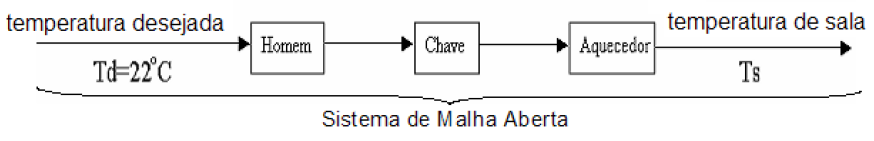 temperatura desejada
temperatura de sala
Homem
Chave
Aquecedor
Td=22°C
Ts
Sistema de Malha Aberta